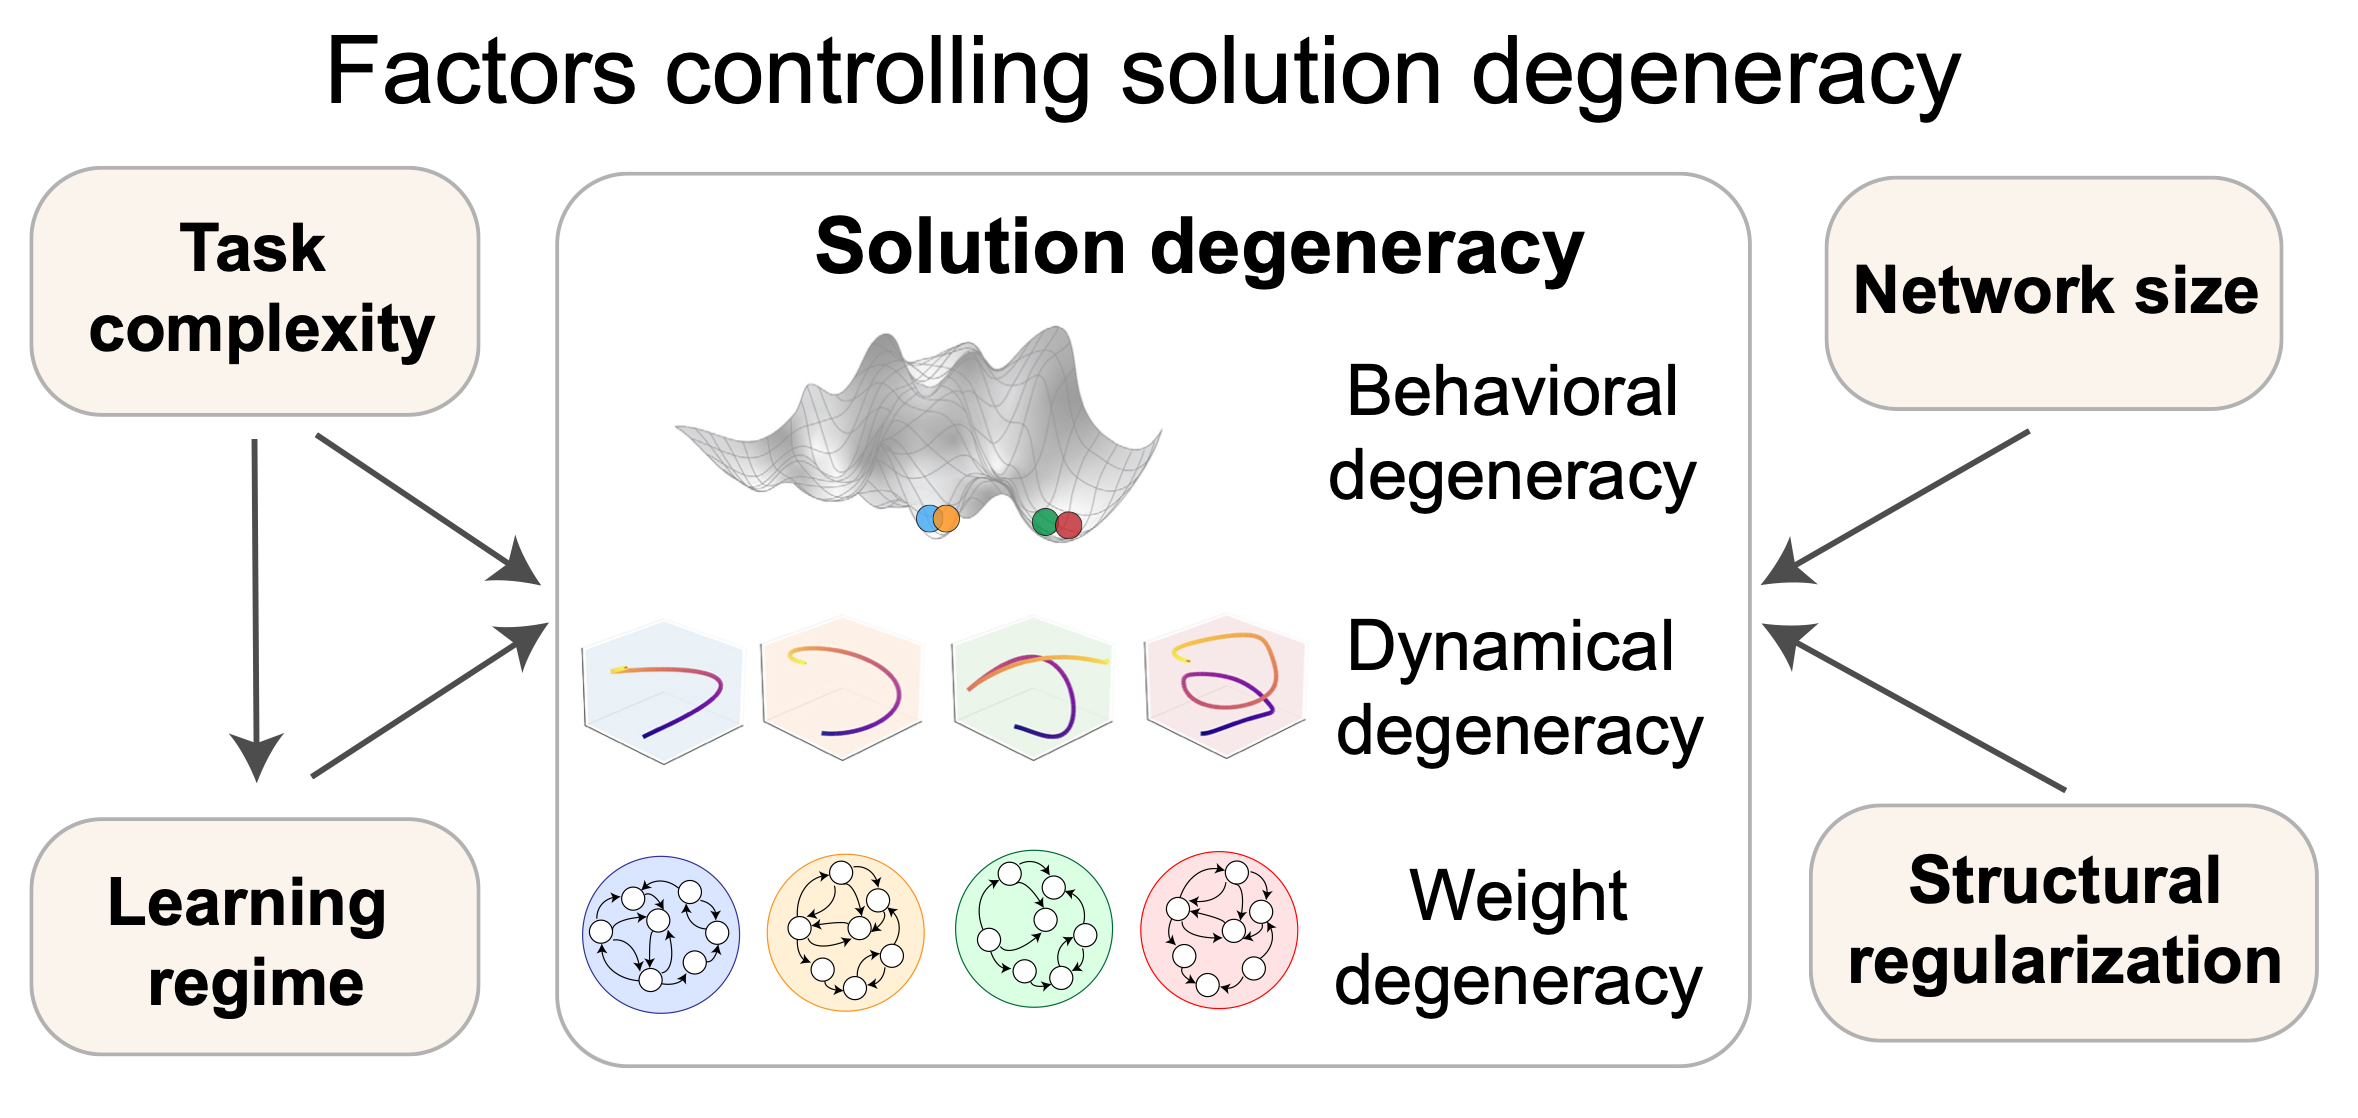 Factors controlling solution degeneracy
Task
complexity
Learning
regime
Solution degeneracy
Behavioral
degeneracy
Dynamical
degeneracy
Weight
degeneracy
Network size
Structural
regularization